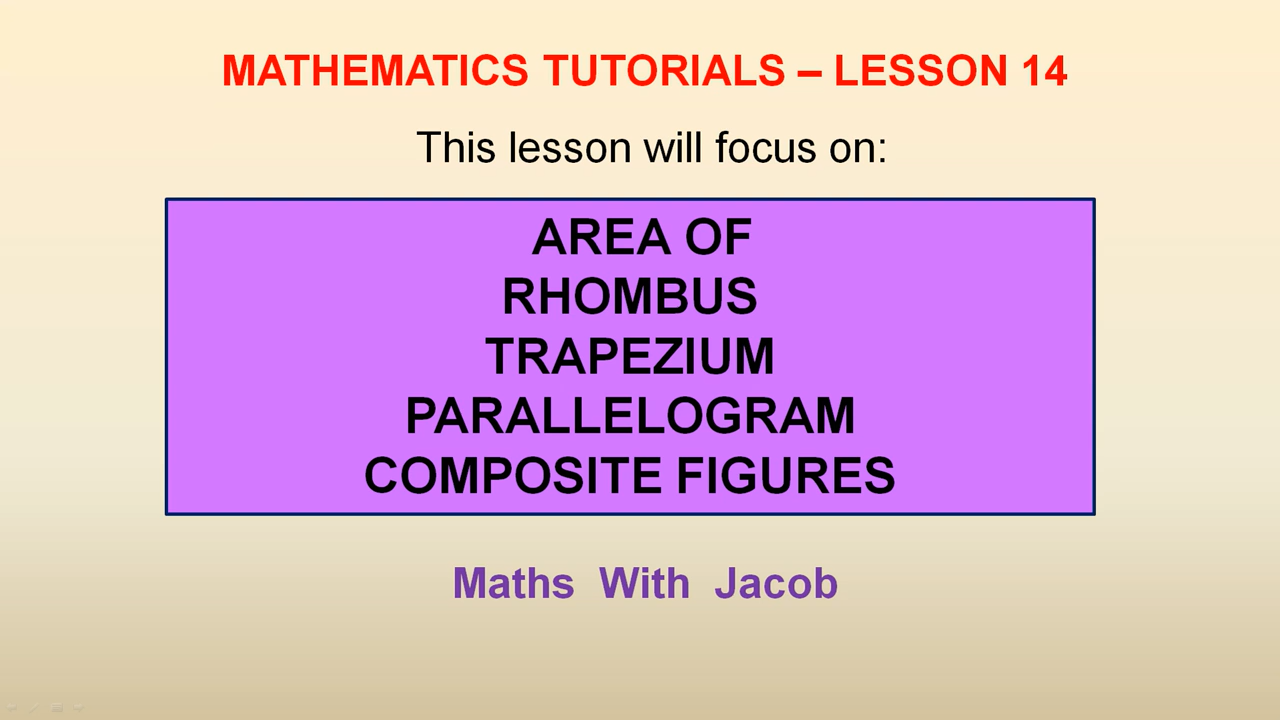 MATHEMATICS TUTORIALS – LESSON 14
This lesson will focus on:
AREA OF
RHOMBUS
TRAPEZIUM
PARALLELOGRAM
COMPOSITE FIGURES
Maths With Jacob